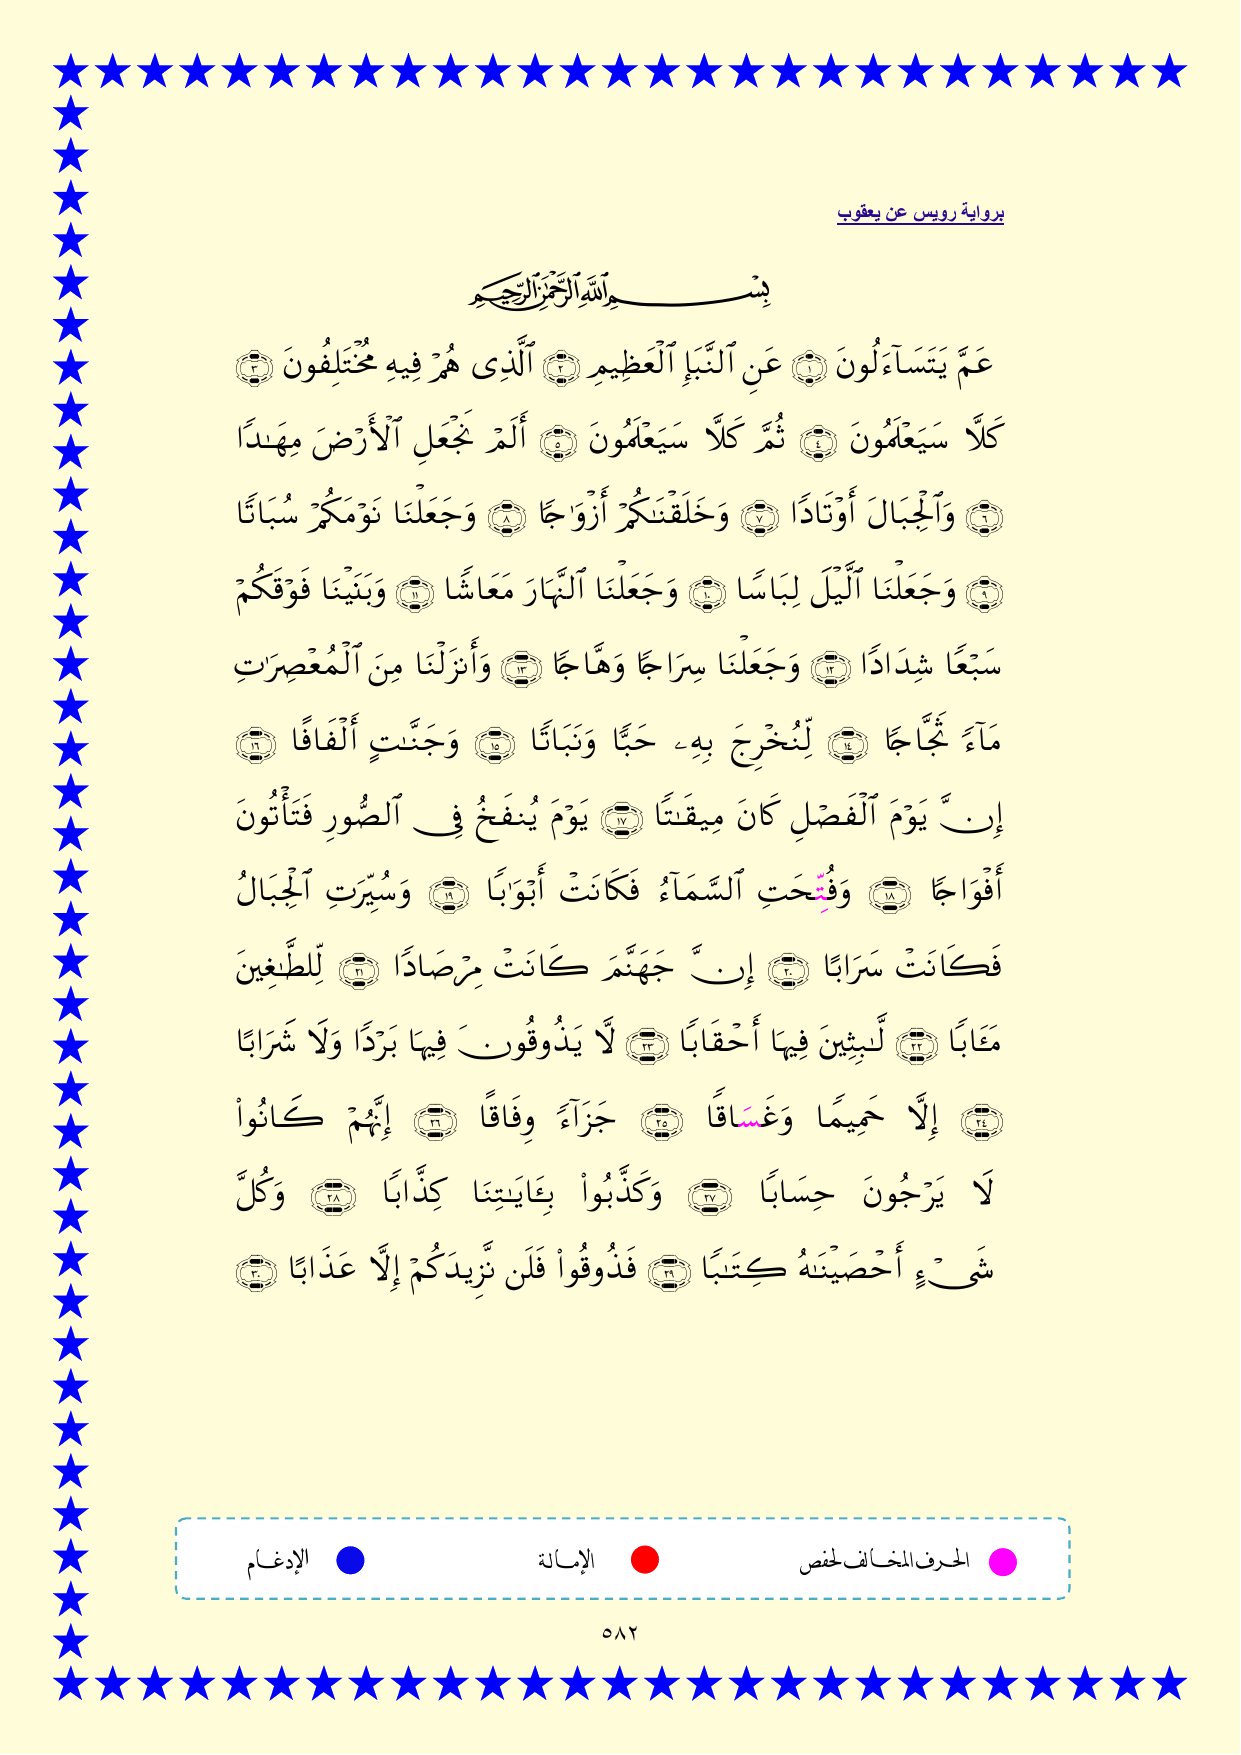 برواية رويس عن يعقوب
بِسْمِ ٱللَّهِ ٱلرَّحْمَٰنِ ٱلرَّحِيمِ
عَمَّ يَتَسَآءَلُونَ ١ عَنِ ٱلنَّبَإِ ٱلْعَظِيمِ ٢ ٱلَّذِى هُمْ فِيهِ مُخْتَلِفُونَ ٣
كَلَّا سَيَعْلَمُونَ ٤ ثُمَّ كَلَّا سَيَعْلَمُونَ ٥ أَلَمْ نَجْعَلِ ٱلْأَرْضَ مِهَٰدًا
٦ وَٱلْجِبَالَ أَوْتَادًا ٧ وَخَلَقْنَٰكُمْ أَزْوَٰجًا ٨ وَجَعَلْنَا نَوْمَكُمْ سُبَاتًا
٩ وَجَعَلْنَا ٱلَّيْلَ لِبَاسًا ١٠ وَجَعَلْنَا ٱلنَّهَارَ مَعَاشًا ١١ وَبَنَيْنَا فَوْقَكُمْ
سَبْعًا شِدَادًا ١٢ وَجَعَلْنَا سِرَاجًا وَهَّاجًا ١٣ وَأَنزَلْنَا مِنَ ٱلْمُعْصِرَٰتِ
مَآءً ثَجَّاجًا ١٤ لِّنُخْرِجَ بِهِۦ حَبًّا وَنَبَاتًا ١٥ وَجَنَّٰتٍ أَلْفَافًا ١٦
إِنَّ يَوْمَ ٱلْفَصْلِ كَانَ مِيقَٰتًا ١٧ يَوْمَ يُنفَخُ فِى ٱلصُّورِ فَتَأْتُونَ
أَفْوَاجًا ١٨ وَفُتِّحَتِ ٱلسَّمَآءُ فَكَانَتْ أَبْوَٰبًا ١٩ وَسُيِّرَتِ ٱلْجِبَالُ
فَكَانَتْ سَرَابًا ٢٠ إِنَّ جَهَنَّمَ كَانَتْ مِرْصَادًا ٢١ لِّلطَّٰغِينَ
مَـَٔابًا ٢٢ لَّٰبِثِينَ فِيهَا أَحْقَابًا ٢٣ لَّا يَذُوقُونَ فِيهَا بَرْدًا وَلَا شَرَابًا
٢٤ إِلَّا حَمِيمًا وَغَسَاقًا ٢٥ جَزَآءً وِفَاقًا ٢٦ إِنَّهُمْ كَانُوا۟
لَا يَرْجُونَ حِسَابًا ٢٧ وَكَذَّبُوا۟ بِـَٔايَٰتِنَا كِذَّابًا ٢٨ وَكُلَّ
شَىْءٍ أَحْصَيْنَٰهُ كِتَٰبًا ٢٩ فَذُوقُوا۟ فَلَن نَّزِيدَكُمْ إِلَّا عَذَابًا ٣٠
الحرف المخالف لحفص الإمالة الإدغام
٥٨٢